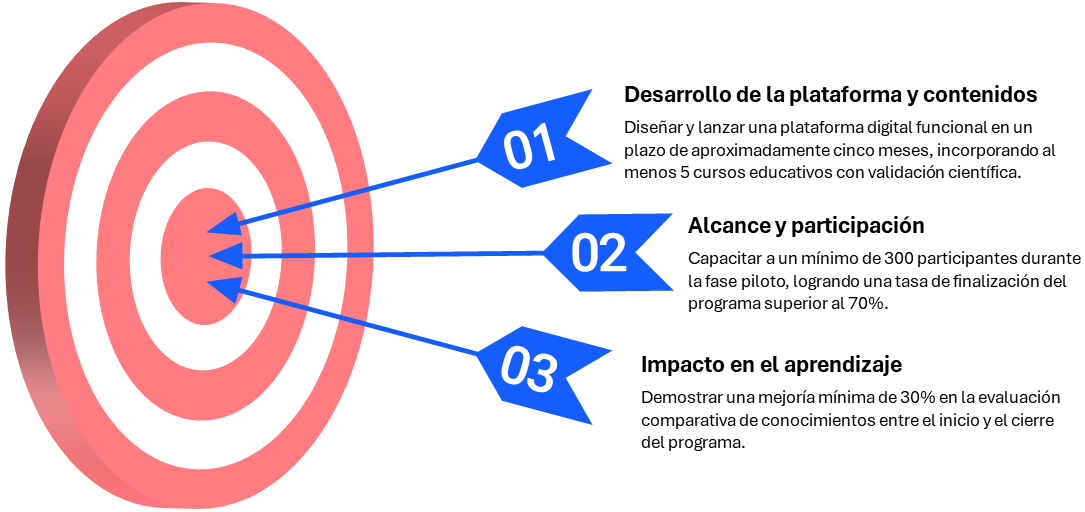 01
Desarrollo de la plataforma y contenidos
Diseñar y lanzar una plataforma digital funcional en un
plazo de aproximadamente cinco meses, incorporando al
menos 5 cursos educativos con validación científica.
02
Alcance y participación
Capacitar a un mínimo de 300 participantes durante
la fase piloto, logrando una tasa de finalización del
programa superior al 70%.
03
Impacto en el aprendizaje
Demostrar una mejoría mínima de 30% en la evaluación
comparativa de conocimientos entre el inicio y el cierre
del programa.